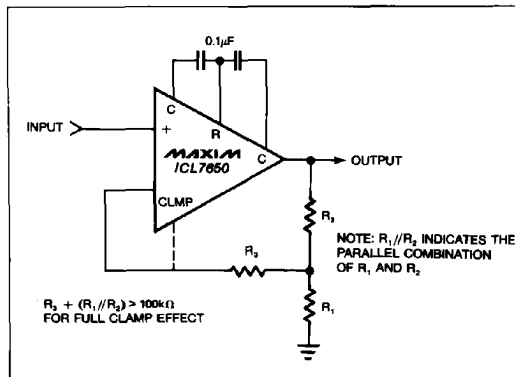 0.1µF
C
R
INPUT
+
MAXIM
ICL7650
C
OUTPUT
CLMP
R₂
NOTE: R₁//R₂ INDICATES THE
PARALLEL COMBINATION
OF R₁ AND R₂
R₃
R₃ + (R₁//R₂) > 100kΩ
FOR FULL CLAMP EFFECT
R₁